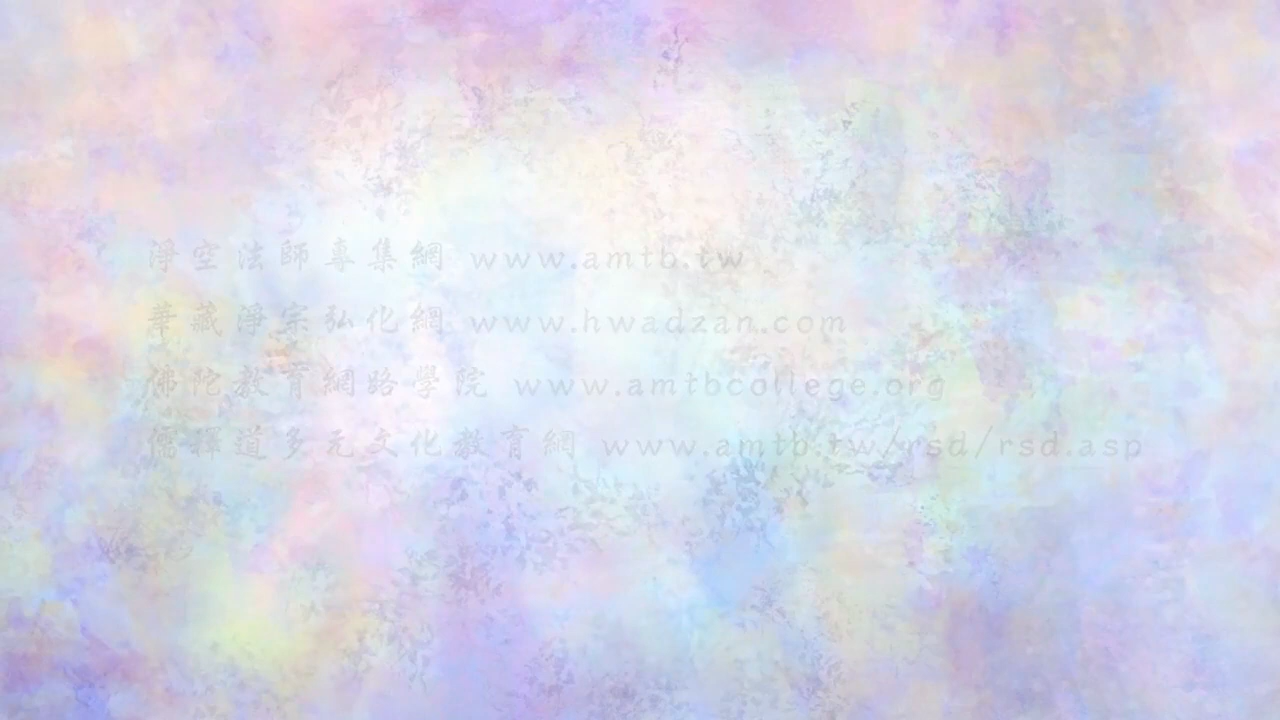 淨空法師專集網 www.amtb.tw
華藏淨宗弘化網 www.hwadzan.com
佛陀教育網路學院 www.amtbcollege.org
儒釋道多元文化教育網 www.amtb.tw/rsd/rsd.asp